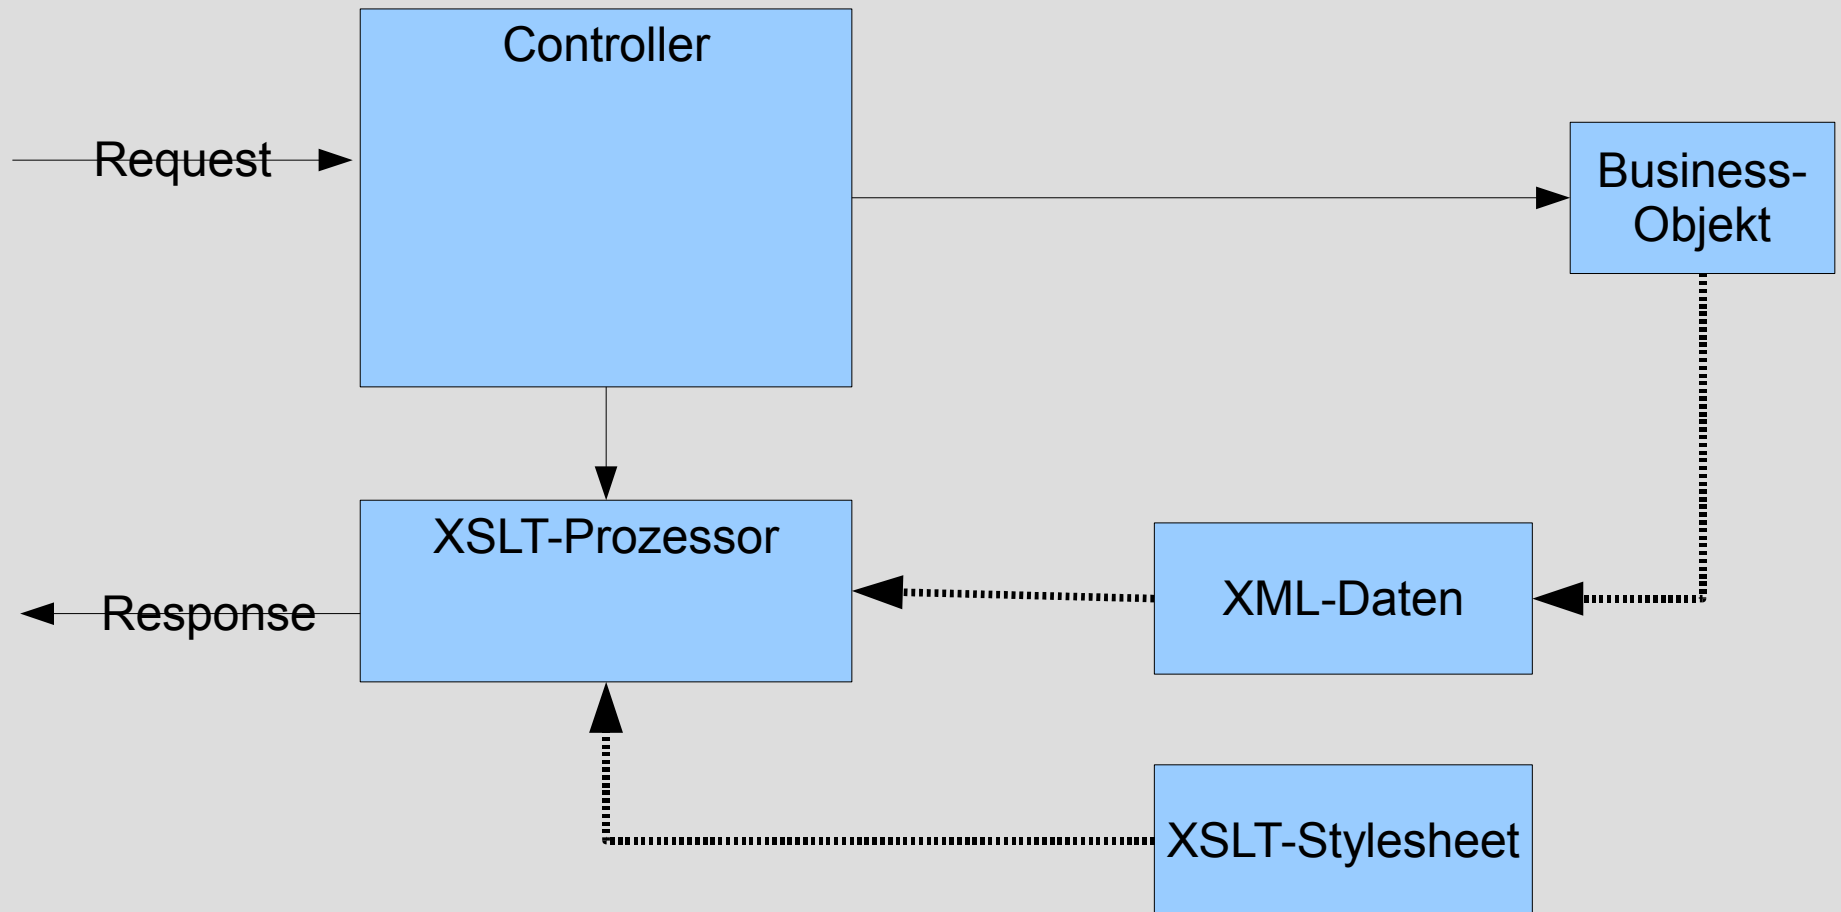 Controller
Request
Business-
Objekt
XSLT-Prozessor
XML-Daten
Response
XSLT-Stylesheet